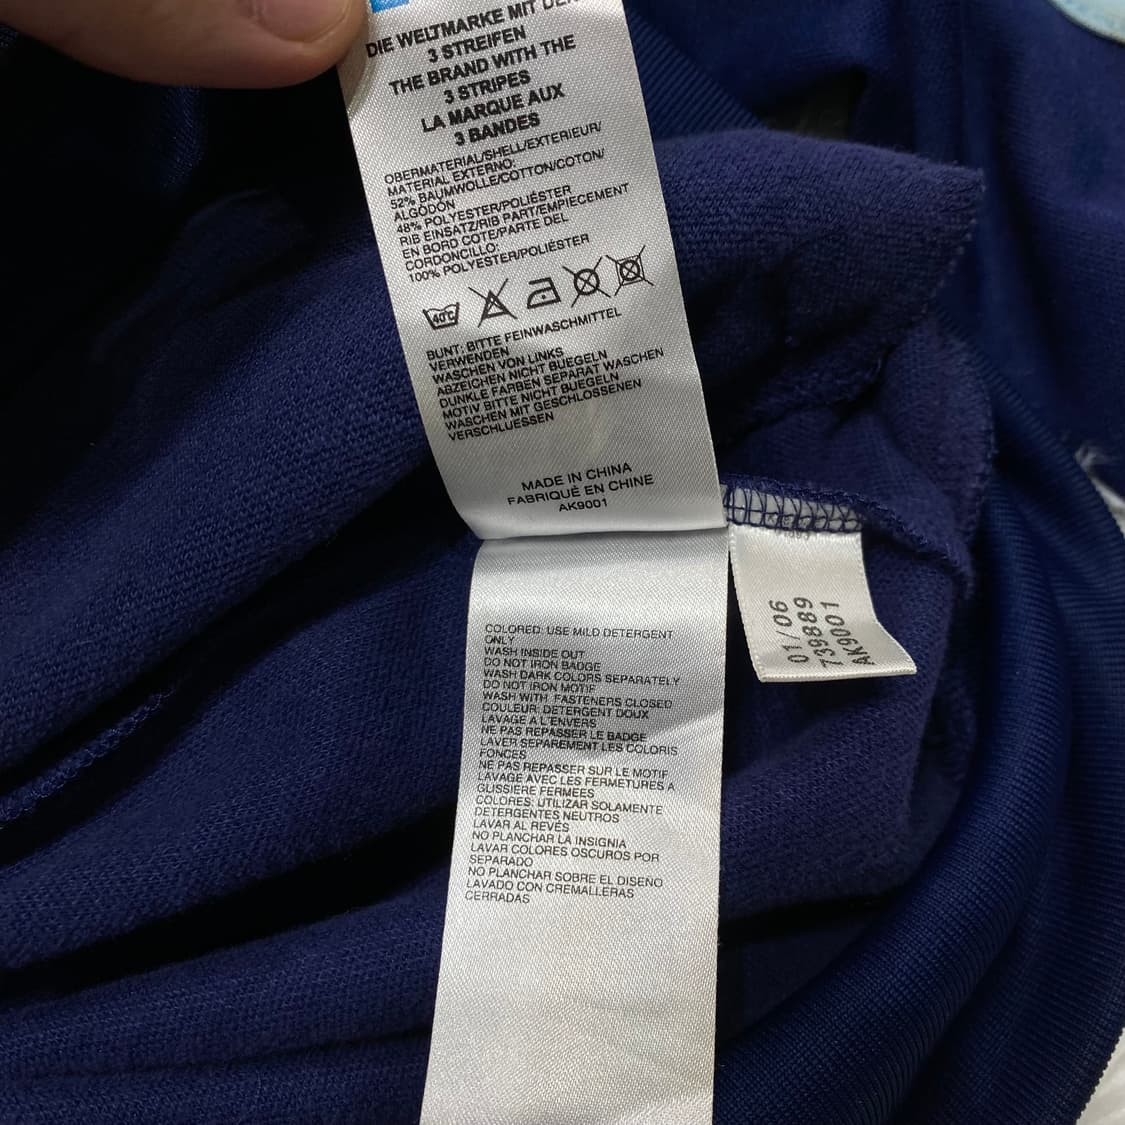 DIE WELTMARKE MIT DEN
3 STREIFEN
THE BRAND WITH THE
3 STRIPES
LA MARQUE AUX
3 BANDES
OBERMATERIAL/SHELL/EXTERIEUR/
MATERIAL EXTERNO:
52% BAUMWOLLE/COTTON/COTON/
ALGODÓN
48% POLYESTER/POLIÉSTER
RIB EINSATZ/RIB PART/EMPIECEMENT
EN BORD COTE/PARTE DEL
CORDONCILLO:
100% POLYESTER/POLIÉSTER
40°C
BUNT: BITTE FEINWASCHMITTEL
VERWENDEN
WASCHEN VON LINKS
ABZEICHEN NICHT BUEGELN
DUNKLE FARBEN SEPARAT WASCHEN
MOTIV BITTE NICHT BUEGELN
WASCHEN MIT GESCHLOSSENEN
VERSCHLUESSEN
MADE IN CHINA
FABRIQUÉ EN CHINE
AK9001
COLORED: USE MILD DETERGENT
ONLY
WASH INSIDE OUT
DO NOT IRON BADGE
WASH DARK COLORS SEPARATELY
DO NOT IRON MOTIF
WASH WITH FASTENERS CLOSED
COULEUR: DETERGENT DOUX
LAVAGE A L'ENVERS
NE PAS REPASSER LE BADGE
LAVER SEPAREMENT LES COLORIS
FONCES
NE PAS REPASSER SUR LE MOTIF
LAVAGE AVEC LES FERMETURES A
GLISSIERE FERMEES
COLORES: UTILIZAR SOLAMENTE
DETERGENTES NEUTROS
LAVAR AL REVÉS
NO PLANCHAR LA INSIGNIA
LAVAR COLORES OSCUROS POR
SEPARADO
NO PLANCHAR SOBRE EL DISEÑO
LAVADO CON CREMALLERAS
CERRADAS
01/06
739889
AK9001